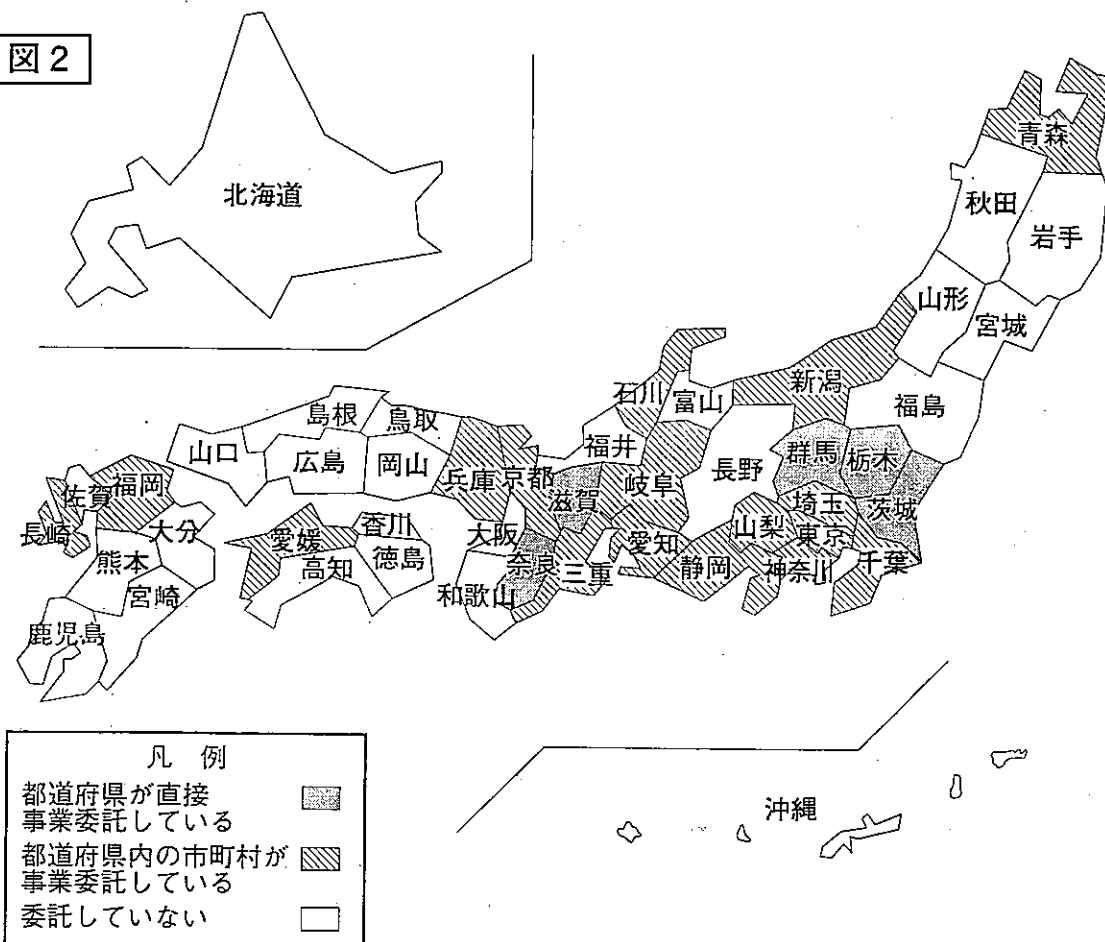 図2
北海道
青森
秋田
岩手
山形
宮城
新潟
福島
石川
富山
福井
長野
群馬
栃木
茨城
埼玉
東京
千葉
神奈川
山梨
静岡
岐阜
愛知
三重
滋賀
京都
兵庫
大阪
奈良
和歌山
鳥取
島根
岡山
広島
山口
香川
徳島
愛媛
高知
福岡
佐賀
長崎
大分
熊本
宮崎
鹿児島
沖縄
凡例
都道府県が直接
事業委託している
都道府県内の市町村が
事業委託している
委託していない